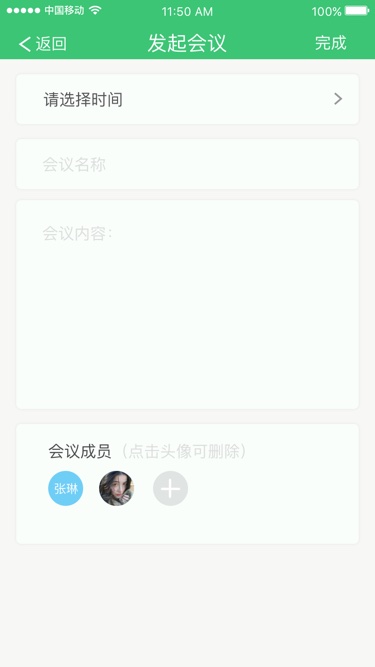 中国移动 11:50 AM 100%
返回 发起会议 完成
请选择时间
会议名称
会议内容：
会议成员（点击头像可删除）
张琳